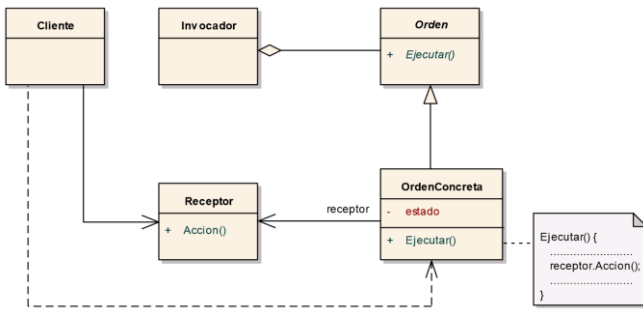 Cliente
Invocador
Orden
+ Ejecutar()
Receptor
+ Accion()
receptor
OrdenConcreta
- estado
+ Ejecutar()
Ejecutar() {
........................
receptor.Accion();
........................
}